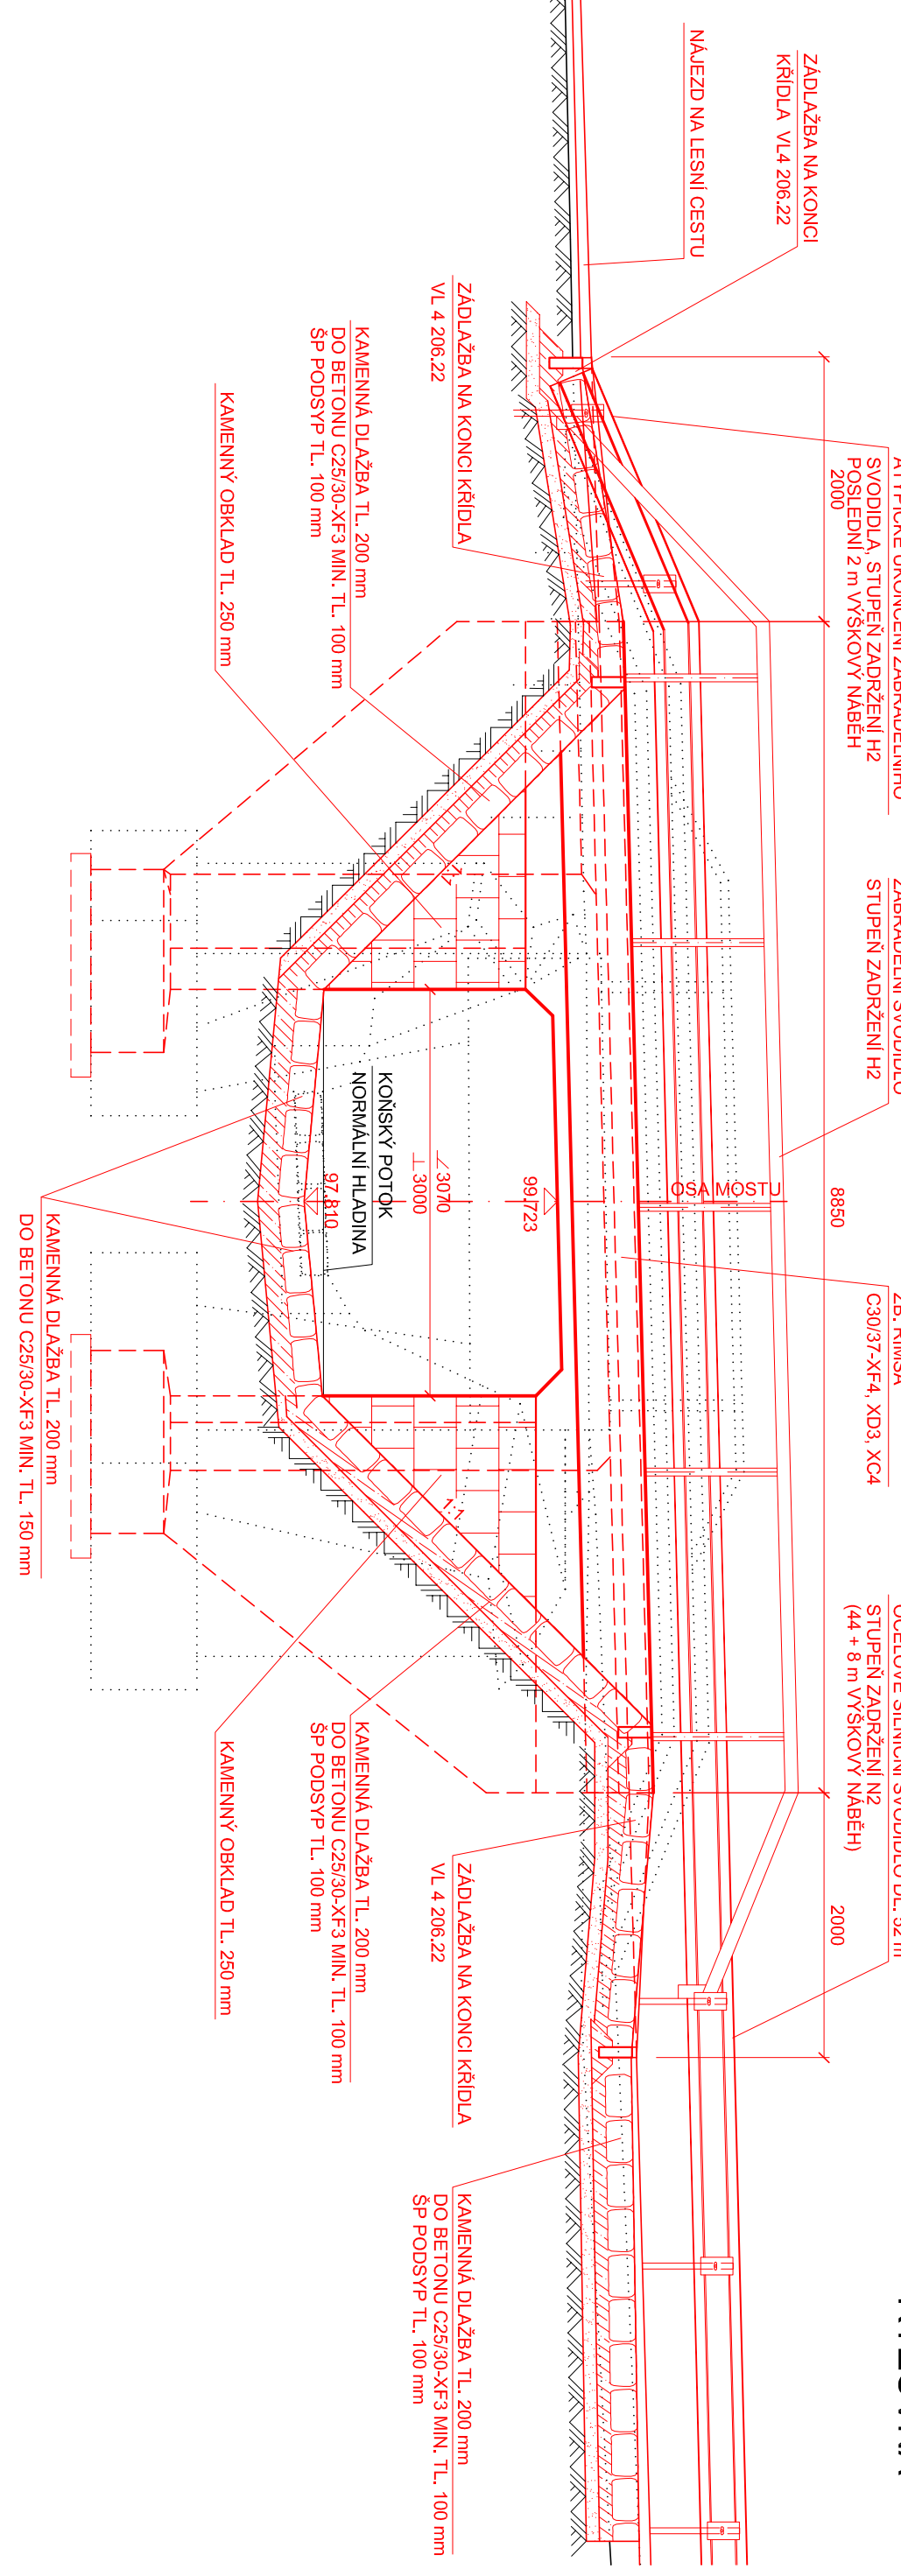 ZÁDLAŽBA NA KONCI
KŘÍDLA VL4 206.22
NÁJEZD NA LESNÍ CESTU
SVODIDLA, STUPEŇ ZADRŽENÍ H2
POSLEDNÍ 2 m VÝŠKOVÝ NÁBĚH
STUPEŇ ZADRŽENÍ H2
C30/37-XF4, XD3, XC4
STUPEŇ ZADRŽENÍ N2
(44 + 8 m VÝŠKOVÝ NÁBĚH)
2000
8850
2000
OSA MOSTU
99.723
∠3070
⊥3000
KOŇSKÝ POTOK
NORMÁLNÍ HLADINA
97.810
1:1
1:1
ZÁDLAŽBA NA KONCI KŘÍDLA
VL 4 206.22
KAMENNÁ DLAŽBA TL. 200 mm
DO BETONU C25/30-XF3 MIN. TL. 100 mm
ŠP PODSYP TL. 100 mm
KAMENNÝ OBKLAD TL. 250 mm
KAMENNÁ DLAŽBA TL. 200 mm
DO BETONU C25/30-XF3 MIN. TL. 150 mm
ZÁDLAŽBA NA KONCI KŘÍDLA
VL 4 206.22
KAMENNÁ DLAŽBA TL. 200 mm
DO BETONU C25/30-XF3 MIN. TL. 100 mm
ŠP PODSYP TL. 100 mm
KAMENNÝ OBKLAD TL. 250 mm
KAMENNÁ DLAŽBA TL. 200 mm
DO BETONU C25/30-XF3 MIN. TL. 100 mm
ŠP PODSYP TL. 100 mm